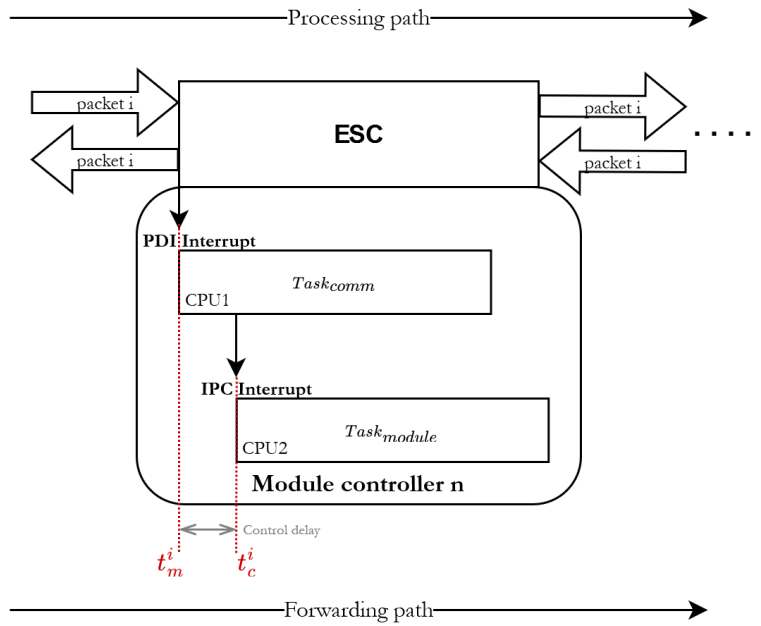 Processing path
packet i
packet i
ESC
packet i
packet i
. . . .
PDI Interrupt
Task_comm
CPU1
IPC Interrupt
Task_module
CPU2
Module controller n
Control delay
t_m^i
t_c^i
Forwarding path